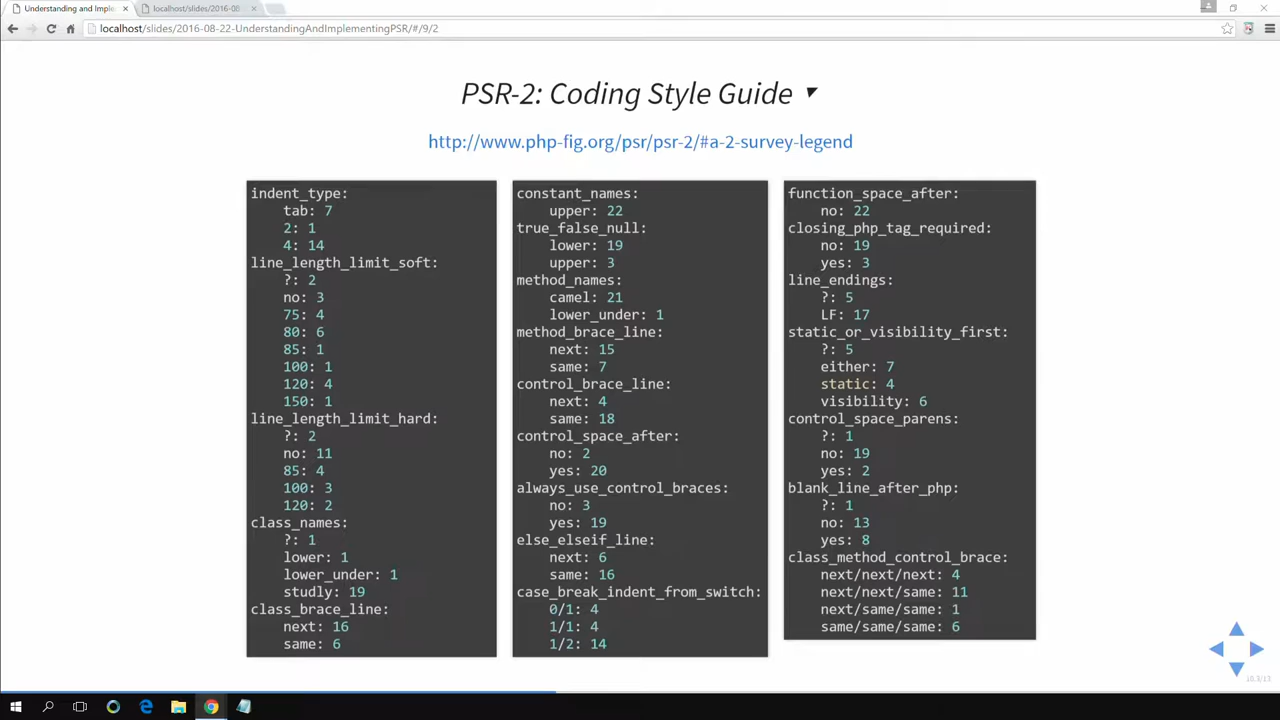 Understanding and Imple
localhost/slides/2016-08-
localhost/slides/2016-08-22-UnderstandingAndImplementingPSR/#/9/2
PSR-2: Coding Style Guide
http://www.php-fig.org/psr/psr-2/#a-2-survey-legend
indent_type:
tab: 7
2: 1
4: 14
line_length_limit_soft:
?: 2
no: 3
75: 4
80: 6
85: 1
100: 1
120: 4
150: 1
line_length_limit_hard:
?: 2
no: 11
85: 4
100: 3
120: 2
class_names:
?: 1
lower: 1
lower_under: 1
studly: 19
class_brace_line:
next: 16
same: 6
constant_names:
upper: 22
true_false_null:
lower: 19
upper: 3
method_names:
camel: 21
lower_under: 1
method_brace_line:
next: 15
same: 7
control_brace_line:
next: 4
same: 18
control_space_after:
no: 2
yes: 20
always_use_control_braces:
no: 3
yes: 19
else_elseif_line:
next: 6
same: 16
case_break_indent_from_switch:
0/1: 4
1/1: 4
1/2: 14
function_space_after:
no: 22
closing_php_tag_required:
no: 19
yes: 3
line_endings:
?: 5
LF: 17
static_or_visibility_first:
?: 5
either: 7
static: 4
visibility: 6
control_space_parens:
?: 1
no: 19
yes: 2
blank_line_after_php:
?: 1
no: 13
yes: 8
class_method_control_brace:
next/next/next: 4
next/next/same: 11
next/same/same: 1
same/same/same: 6
10.3/13